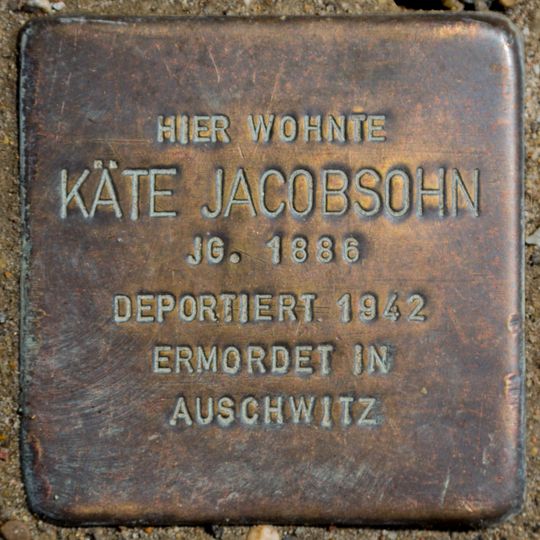 HIER WOHNTE
KÄTE JACOBSOHN
JG. 1886
DEPORTIERT 1942
ERMORDET IN
AUSCHWITZ